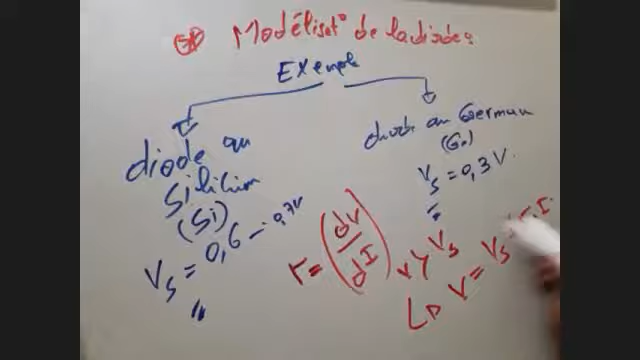 Modélisat° de la diode:
Exemple
diode au
Silicium
(Si)
Vs = 0,6 - 0,7V
diode au German
(Ge)
Vs = 0,3 V.
r = (dV/dI) V > Vs
V = Vs + r.I